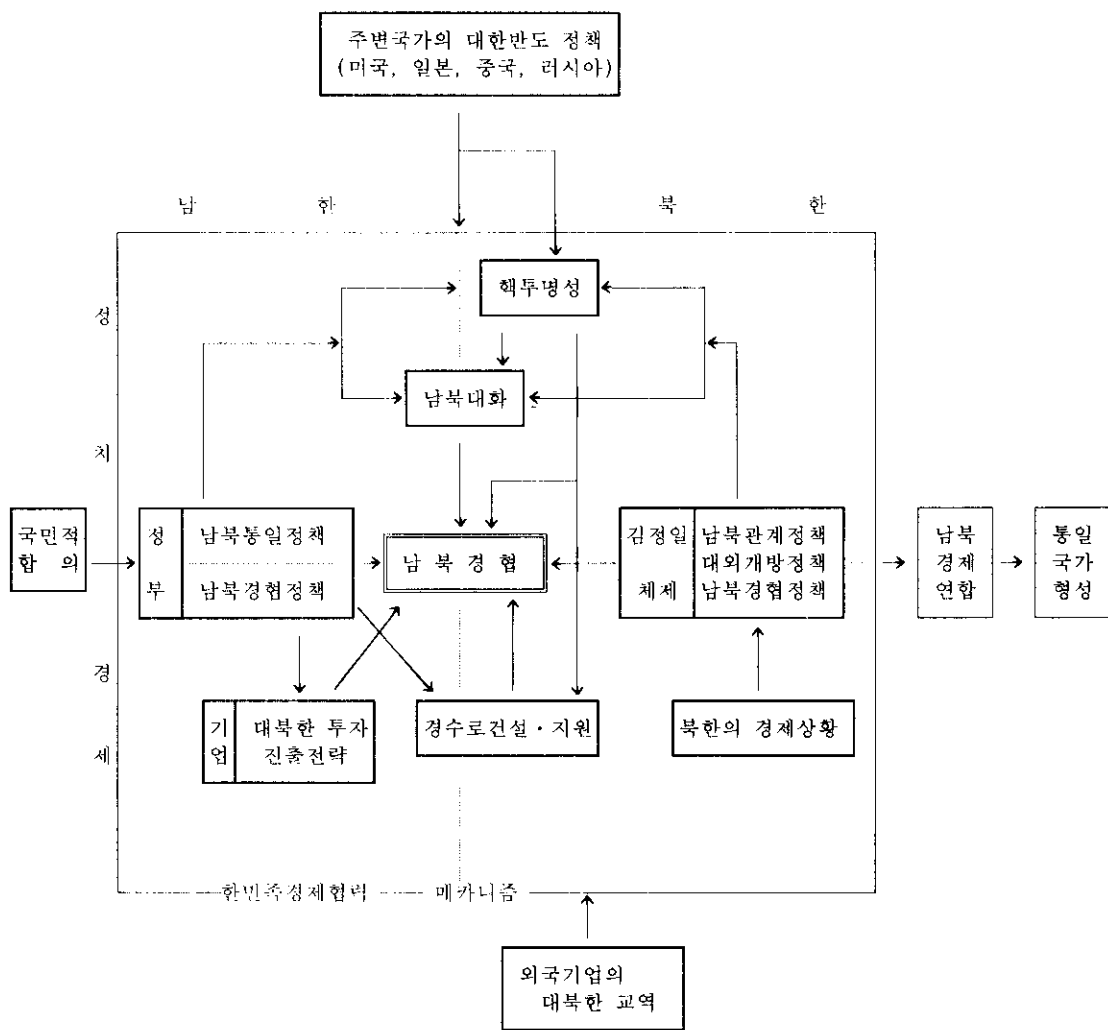 주변국가의 대한반도 정책
(미국, 일본, 중국, 러시아)
남 한
북 한
핵투명성
정
치
남북대화
국민적
합 의
정
부
남북통일정책
남북경협정책
남 북 경 협
김정일
체제
남북관계정책
대외개방정책
남북경협정책
남북
경제
연합
통일
국가
형성
경
제
기
업
대북한 투자
진출전략
경수로건설·지원
북한의 경제상황
한민족경제협력 메카니즘
외국기업의
대북한 교역